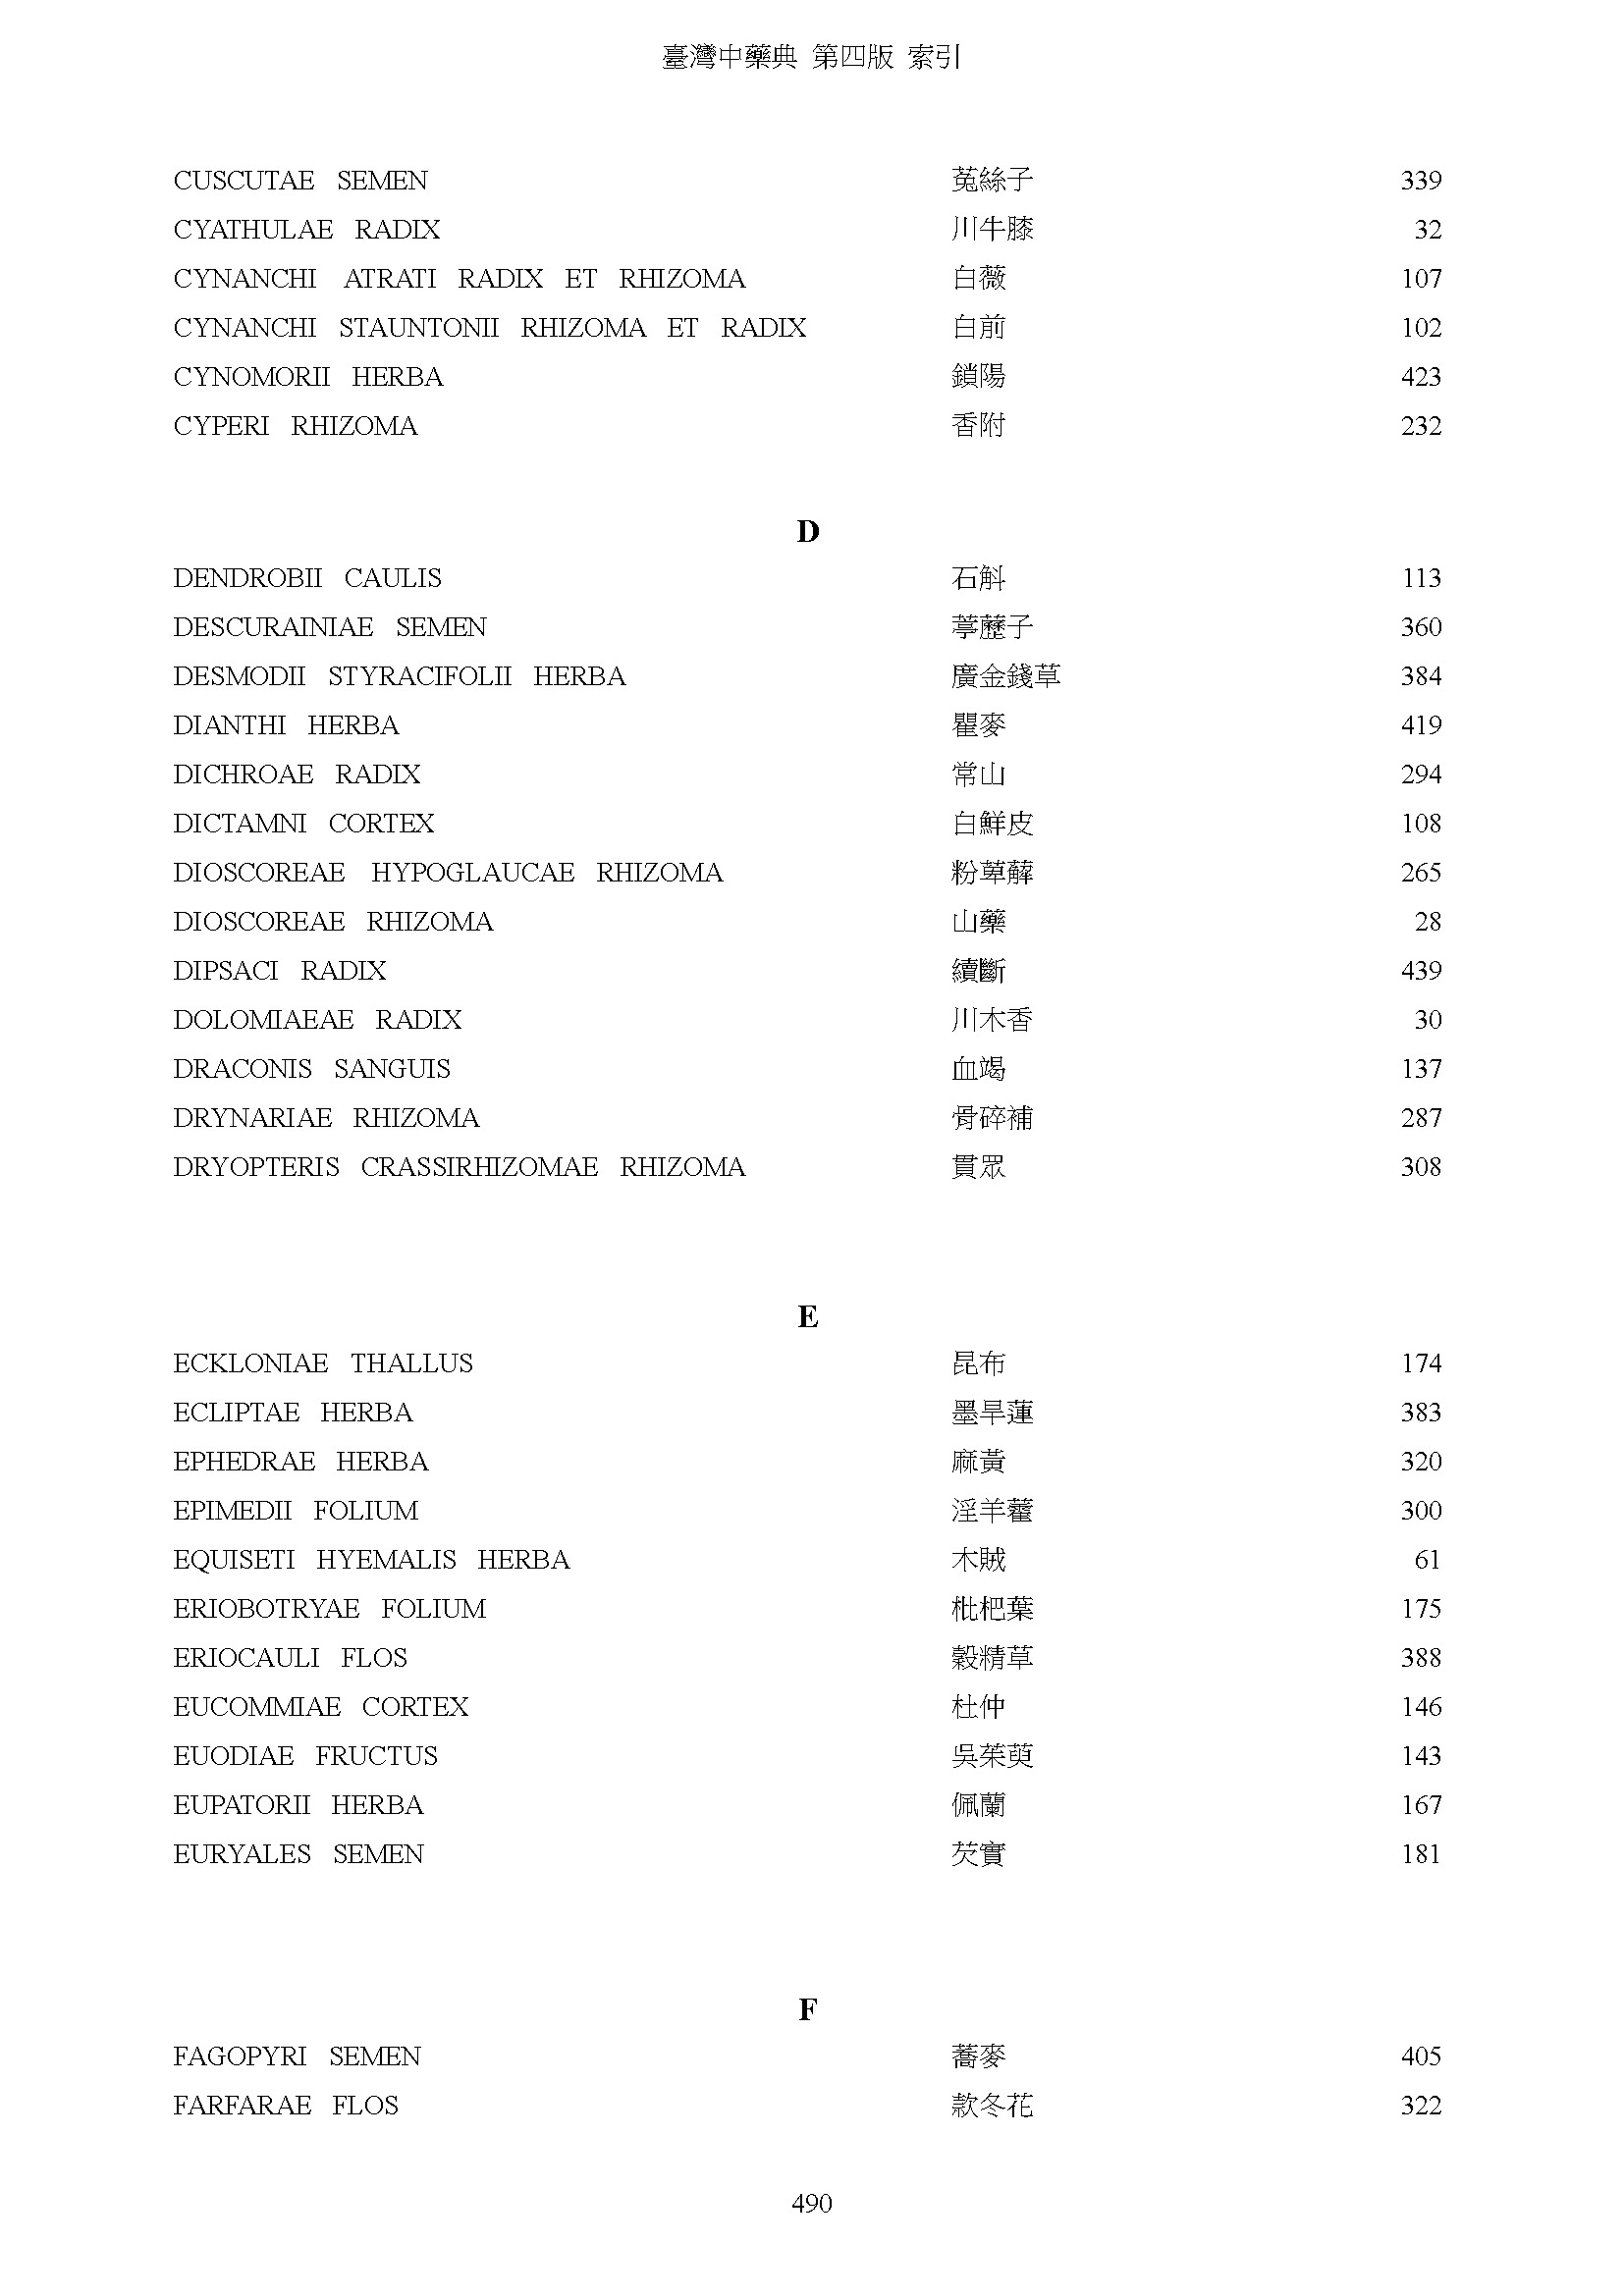 臺灣中藥典 第四版 索引
CUSCUTAE SEMEN 菟絲子 339
CYATHULAE RADIX 川牛膝 32
CYNANCHI ATRATI RADIX ET RHIZOMA 白薇 107
CYNANCHI STAUNTONII RHIZOMA ET RADIX 白前 102
CYNOMORII HERBA 鎖陽 423
CYPERI RHIZOMA 香附 232
D
DENDROBII CAULIS 石斛 113
DESCURAINIAE SEMEN 葶藶子 360
DESMODII STYRACIFOLII HERBA 廣金錢草 384
DIANTHI HERBA 瞿麥 419
DICHROAE RADIX 常山 294
DICTAMNI CORTEX 白鮮皮 108
DIOSCOREAE HYPOGLAUCAE RHIZOMA 粉萆薢 265
DIOSCOREAE RHIZOMA 山藥 28
DIPSACI RADIX 續斷 439
DOLOMIAEAE RADIX 川木香 30
DRACONIS SANGUIS 血竭 137
DRYNARIAE RHIZOMA 骨碎補 287
DRYOPTERIS CRASSIRHIZOMAE RHIZOMA 貫眾 308
E
ECKLONIAE THALLUS 昆布 174
ECLIPTAE HERBA 墨旱蓮 383
EPHEDRAE HERBA 麻黃 320
EPIMEDII FOLIUM 淫羊藿 300
EQUISETI HYEMALIS HERBA 木賊 61
ERIOBOTRYAE FOLIUM 枇杷葉 175
ERIOCAULI FLOS 穀精草 388
EUCOMMIAE CORTEX 杜仲 146
EUODIAE FRUCTUS 吳茱萸 143
EUPATORII HERBA 佩蘭 167
EURYALES SEMEN 芡實 181
F
FAGOPYRI SEMEN 蕎麥 405
FARFARAE FLOS 款冬花 322
490